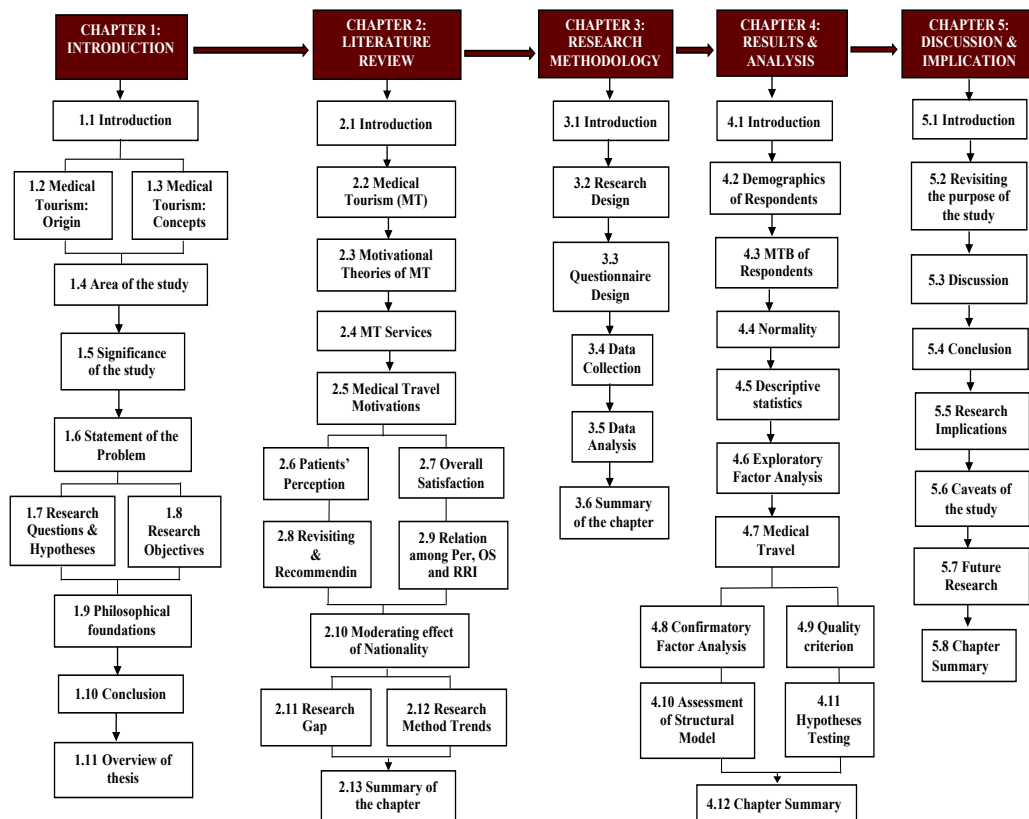 CHAPTER 1:
INTRODUCTION
1.1 Introduction
1.2 Medical
Tourism:
Origin
1.3 Medical
Tourism:
Concepts
1.4 Area of the study
1.5 Significance
of the study
1.6 Statement of the
Problem
1.7 Research
Questions &
Hypotheses
1.8
Research
Objectives
1.9 Philosophical
foundations
1.10 Conclusion
1.11 Overview of
thesis
CHAPTER 2:
LITERATURE
REVIEW
2.1 Introduction
2.2 Medical
Tourism (MT)
2.3 Motivational
Theories of MT
2.4 MT Services
2.5 Medical Travel
Motivations
2.6 Patients'
Perception
2.7 Overall
Satisfaction
2.8 Revisiting
&
Recommendin
2.9 Relation
among Per, OS
and RRI
2.10 Moderating effect
of Nationality
2.11 Research
Gap
2.12 Research
Method Trends
2.13 Summary of
the chapter
CHAPTER 3:
RESEARCH
METHODOLOGY
3.1 Introduction
3.2 Research
Design
3.3
Questionnaire
Design
3.4 Data
Collection
3.5 Data
Analysis
3.6 Summary
of the chapter
CHAPTER 4:
RESULTS &
ANALYSIS
4.1 Introduction
4.2 Demographics
of Respondents
4.3 MTB of
Respondents
4.4 Normality
4.5 Descriptive
statistics
4.6 Exploratory
Factor Analysis
4.7 Medical
Travel
4.8 Confirmatory
Factor Analysis
4.9 Quality
criterion
4.10 Assessment
of Structural
Model
4.11
Hypotheses
Testing
4.12 Chapter Summary
CHAPTER 5:
DISCUSSION &
IMPLICATION
5.1 Introduction
5.2 Revisiting
the purpose of
the study
5.3 Discussion
5.4 Conclusion
5.5 Research
Implications
5.6 Caveats of
the study
5.7 Future
Research
5.8 Chapter
Summary